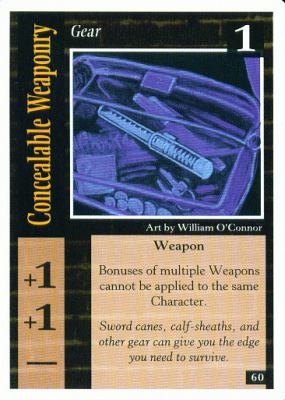 Concealable Weaponry
Gear
1
Art by William O'Connor
+1
+1
—
Weapon
Bonuses of multiple Weapons
cannot be applied to the same
Character.
Sword canes, calf-sheaths, and
other gear can give you the edge
you need to survive.
60